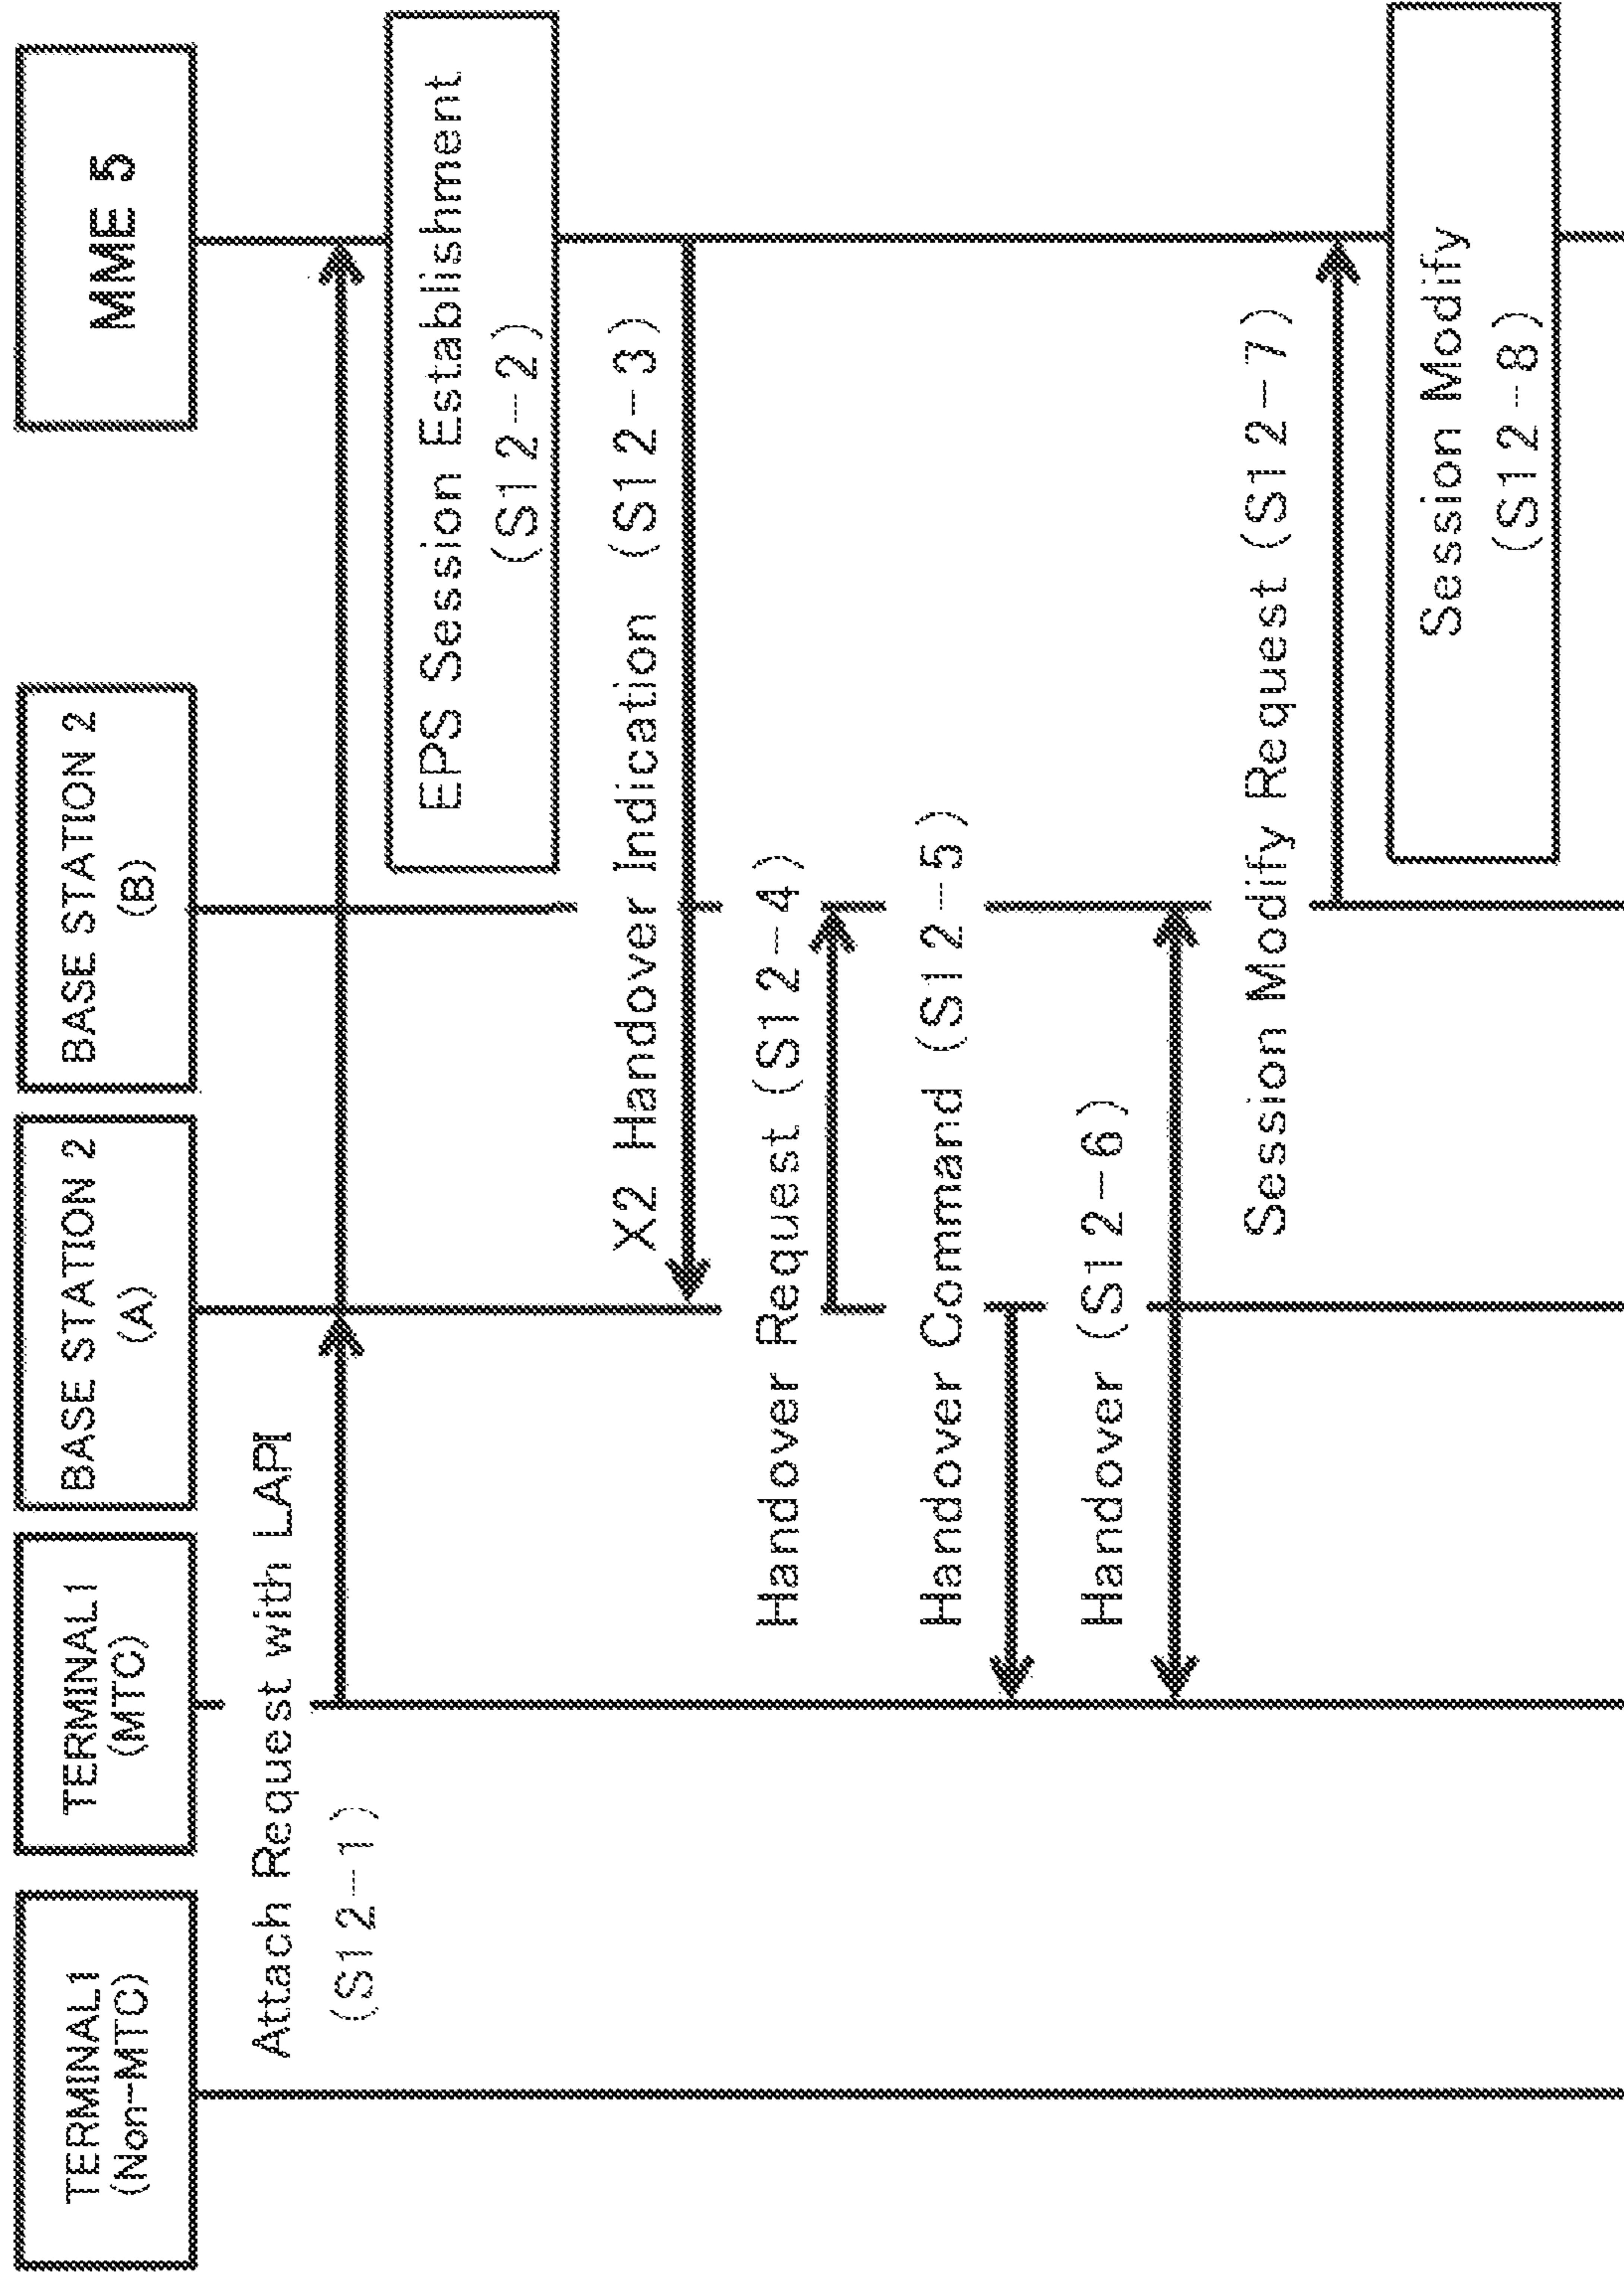 TERMINAL1
(Non-MTC)
TERMINAL1
(MTC)
BASE STATION 2
(A)
BASE STATION 2
(B)
MME 5
Attach Request with LAPI
(S12-1)
EPS Session Establishment
(S12-2)
X2 Handover Indication (S12-3)
Handover Request (S12-4)
Handover Command (S12-5)
Handover (S12-6)
Session Modify Request (S12-7)
Session Modify
(S12-8)